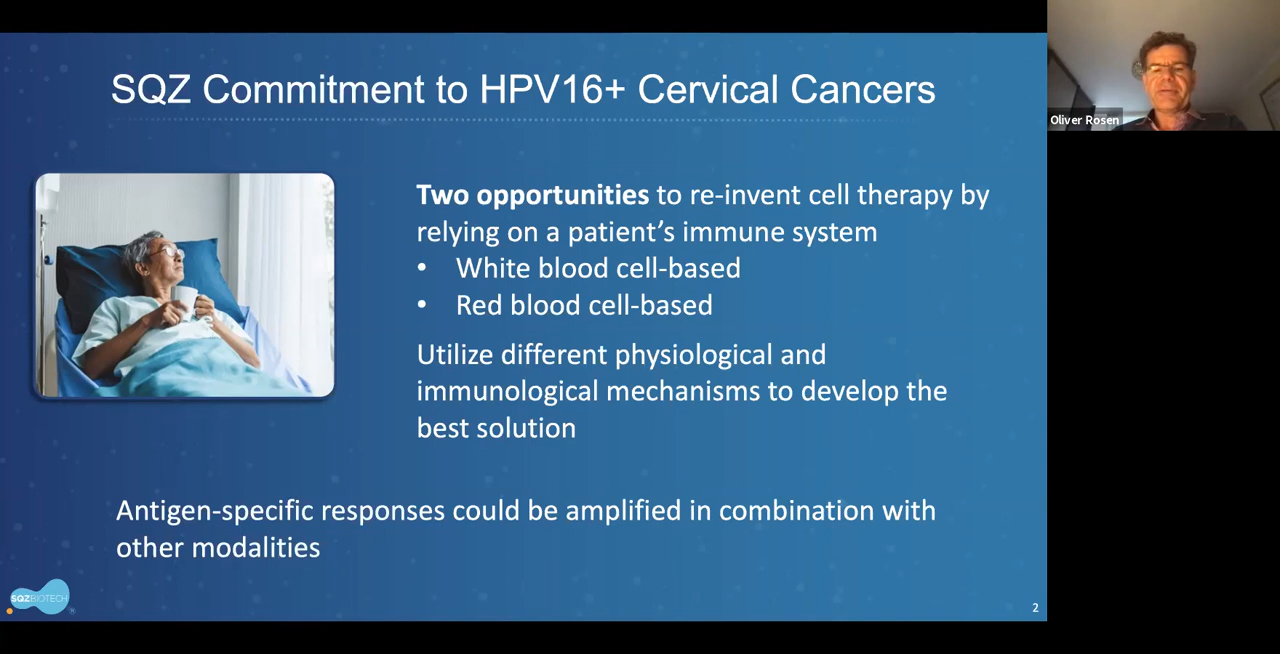 SQZ Commitment to HPV16+ Cervical Cancers
Oliver Rosen
Two opportunities to re-invent cell therapy by
relying on a patient’s immune system
• White blood cell-based
• Red blood cell-based
Utilize different physiological and
immunological mechanisms to develop the
best solution
Antigen-specific responses could be amplified in combination with
other modalities
SQZBIOTECH
2